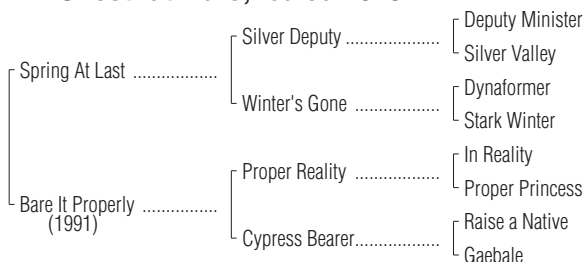 Deputy Minister
Silver Deputy ..................
Silver Valley
Spring At Last .................
Dynaformer
Winter's Gone ................
Stark Winter
In Reality
Proper Reality ................
Proper Princess
Bare It Properly ...............
(1991)
Raise a Native
Cypress Bearer..................
Gaebale